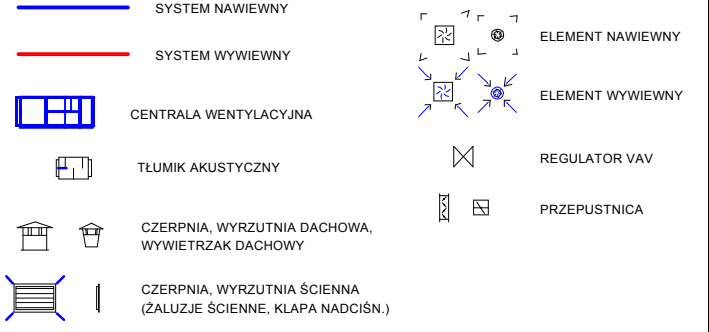 SYSTEM NAWIEWNY
SYSTEM WYWIEWNY
CENTRALA WENTYLACYJNA
TŁUMIK AKUSTYCZNY
CZERPNIA, WYRZUTNIA DACHOWA,
WYWIETRZAK DACHOWY
CZERPNIA, WYRZUTNIA ŚCIENNA
(ŻALUZJE ŚCIENNE, KLAPA NADCIŚN.)
ELEMENT NAWIEWNY
ELEMENT WYWIEWNY
REGULATOR VAV
PRZEPUSTNICA